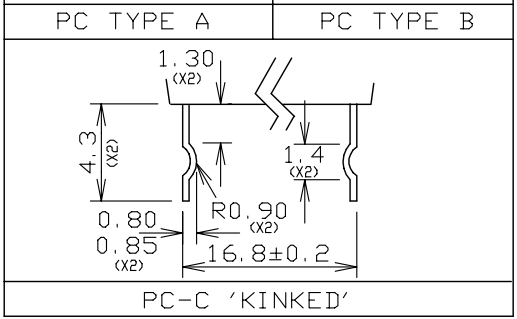 PC TYPE A
PC TYPE B
1.30
(X2)
4.3
(X2)
1.4
(X2)
R0.90
(X2)
0.80
0.85
(X2)
16.8±0.2
PC-C 'KINKED'